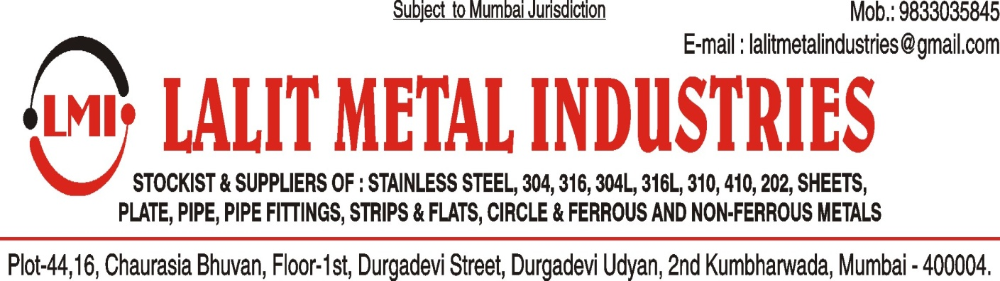 Subject to Mumbai Jurisdiction
Mob.: 9833035845
E-mail : lalitmetalindustries@gmail.com
LMI
LALIT METAL INDUSTRIES
STOCKIST & SUPPLIERS OF : STAINLESS STEEL, 304, 316, 304L, 316L, 310, 410, 202, SHEETS,
PLATE, PIPE, PIPE FITTINGS, STRIPS & FLATS, CIRCLE & FERROUS AND NON-FERROUS METALS
Plot-44,16, Chaurasia Bhuvan, Floor-1st, Durgadevi Street, Durgadevi Udyan, 2nd Kumbharwada, Mumbai - 400004.